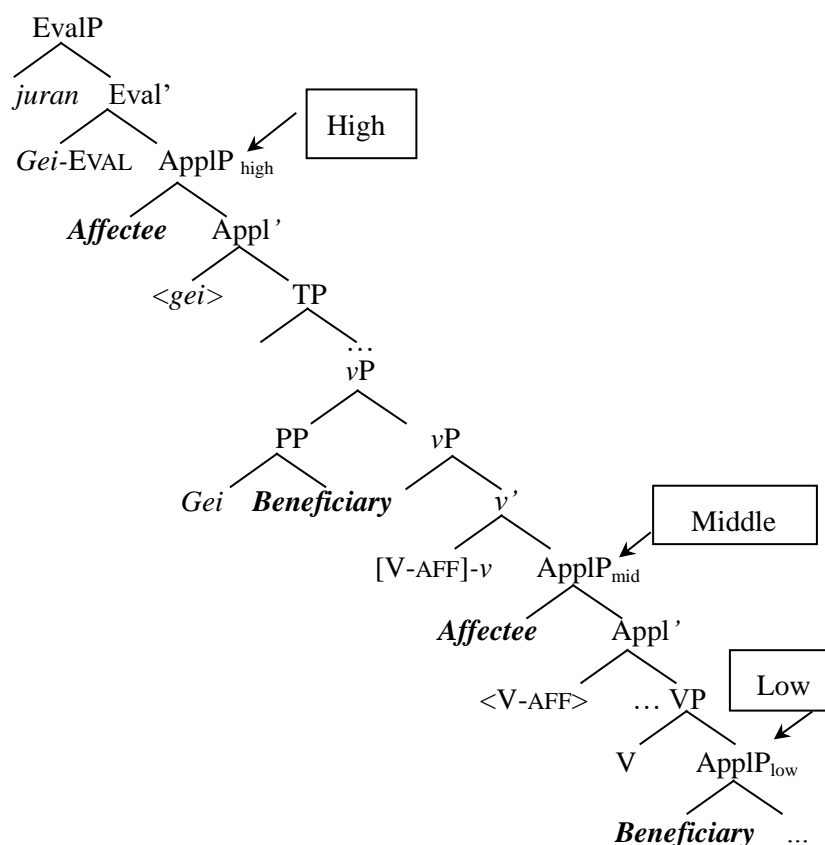 EvalP
juran Eval’
High
Gei-EVAL ApplP high
Affectee Appl’
<gei> TP
…
vP
PP vP
Gei Beneficiary v’
Middle
[V-AFF]-v ApplPmid
Affectee Appl’
Low
<V-AFF> … VP
V ApplPlow
Beneficiary …